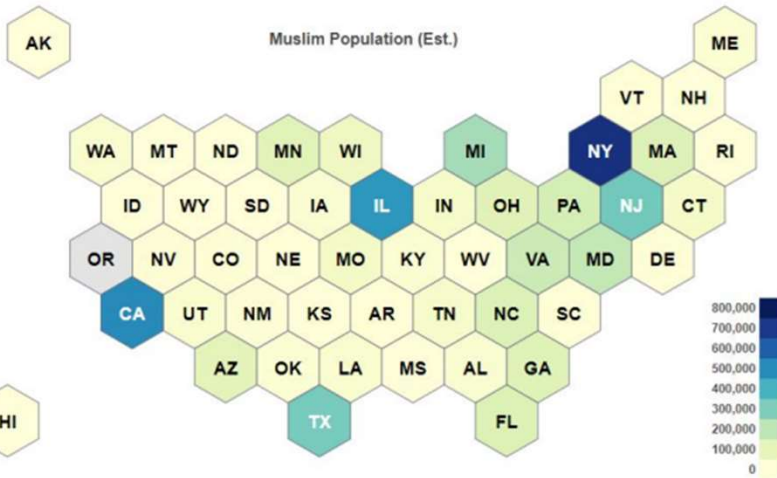 AK
Muslim Population (Est.)
ME
VT NH
WA MT ND MN WI MI NY MA RI
ID WY SD IA IL IN OH PA NJ CT
OR NV CO NE MO KY WV VA MD DE
CA UT NM KS AR TN NC SC
AZ OK LA MS AL GA
HI TX FL
800,000
700,000
600,000
500,000
400,000
300,000
200,000
100,000
0